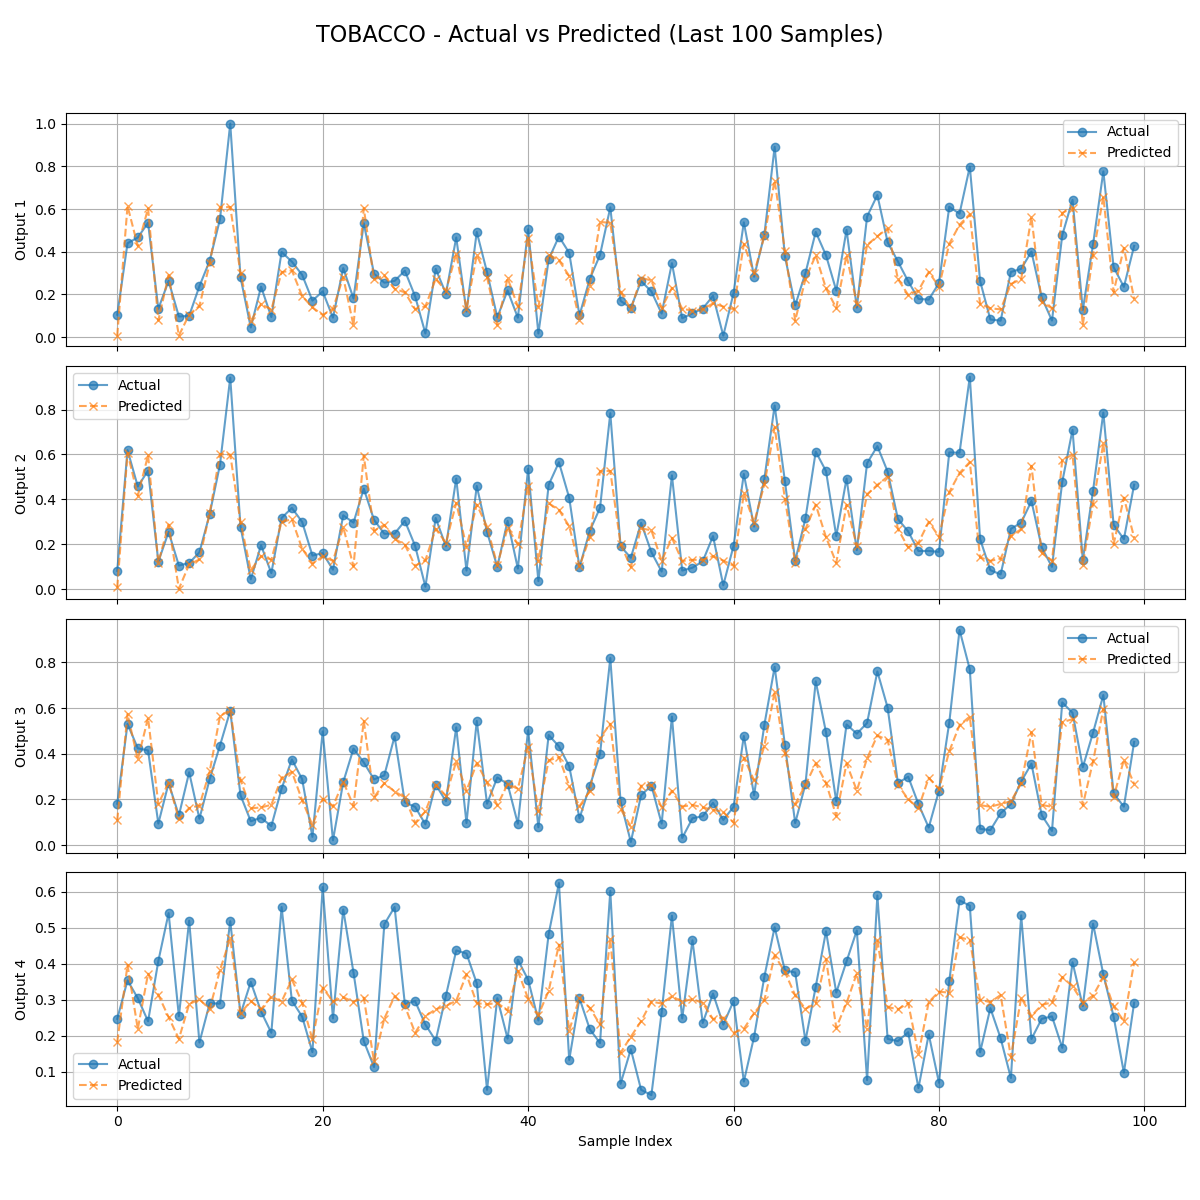 TOBACCO - Actual vs Predicted (Last 100 Samples)
1.0
0.8
0.6
0.4
0.2
0.0
Output 1
Actual
Predicted
0.8
0.6
0.4
0.2
0.0
Output 2
Actual
Predicted
0.8
0.6
0.4
0.2
0.0
Output 3
Actual
Predicted
0.6
0.5
0.4
0.3
0.2
0.1
Output 4
Actual
Predicted
0 20 40 60 80 100
Sample Index